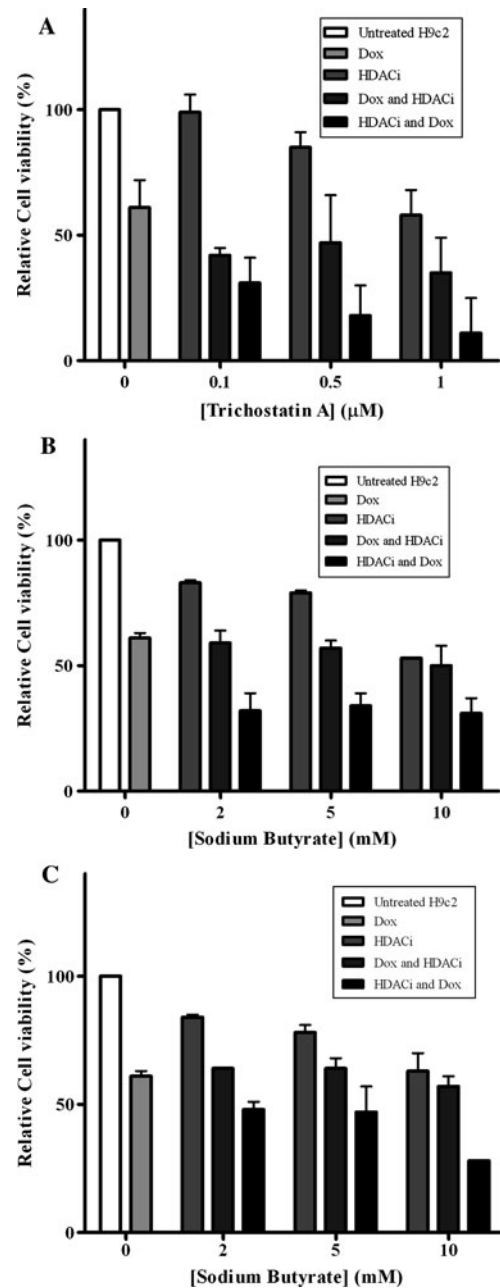 A
Untreated H9c2
Dox
HDACi
Dox and HDACi
HDACi and Dox
Relative Cell viability (%)
100
50
0
0 0.1 0.5 1
[Trichostatin A] (μM)
B
Untreated H9c2
Dox
HDACi
Dox and HDACi
HDACi and Dox
Relative Cell viability (%)
100
50
0
0 2 5 10
[Sodium Butyrate] (mM)
C
Untreated H9c2
Dox
HDACi
Dox and HDACi
HDACi and Dox
Relative Cell viability (%)
100
50
0
0 2 5 10
[Sodium Butyrate] (mM)